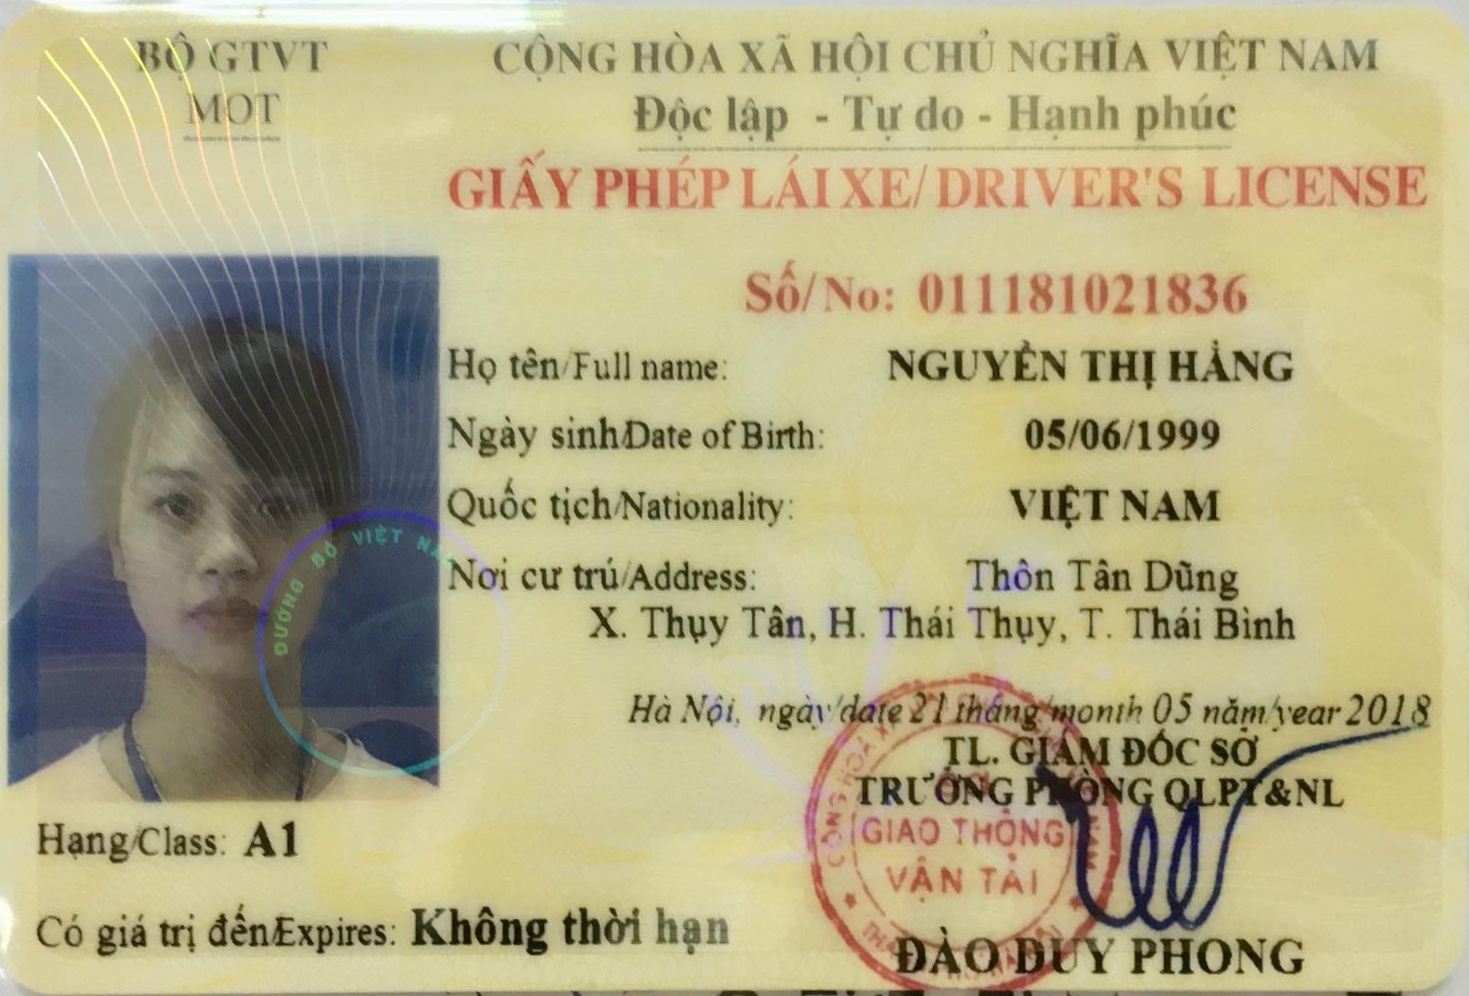 BỘ GTVT
MOT
CỘNG HÒA XÃ HỘI CHỦ NGHĨA VIỆT NAM
Độc lập - Tự do - Hạnh phúc
GIẤY PHÉP LÁI XE/ DRIVER'S LICENSE
Số/No: 011181021836
Họ tên/Full name: NGUYỄN THỊ HẰNG
Ngày sinh/Date of Birth: 05/06/1999
Quốc tịch/Nationality: VIỆT NAM
Nơi cư trú/Address: Thôn Tân Dũng
X. Thụy Tân, H. Thái Thụy, T. Thái Bình
ĐƯỜNG BỘ VIỆT NA
Hà Nội, ngày/date 21 tháng/month 05 năm/year 2018
TL. GIÁM ĐỐC SỞ
TRƯỞNG PHÒNG QLPT&NL
GIAO THÔNG
VẬN TẢI
ĐÀO DUY PHONG
Hạng/Class: A1
Có giá trị đến/Expires: Không thời hạn